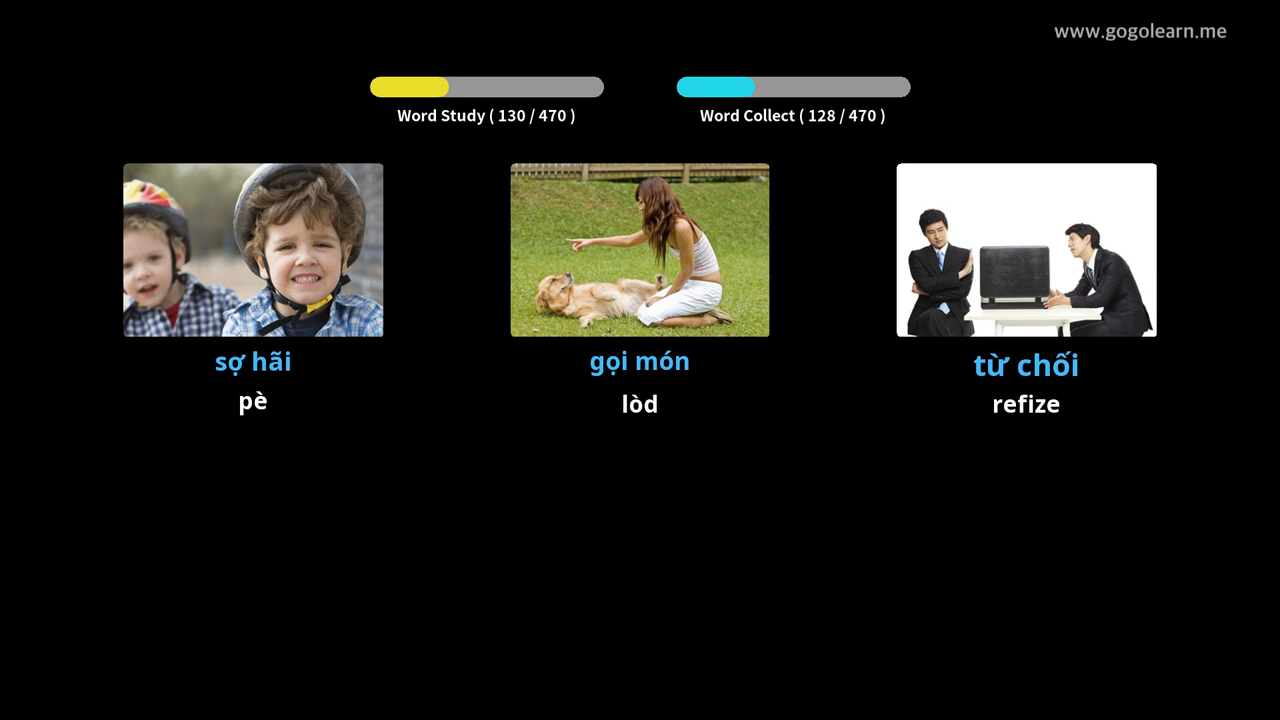 www.gogolearn.me
Word Study ( 130 / 470 )
Word Collect ( 128 / 470 )
sợ hãi
gọi món
từ chối
pè
lòd
refize